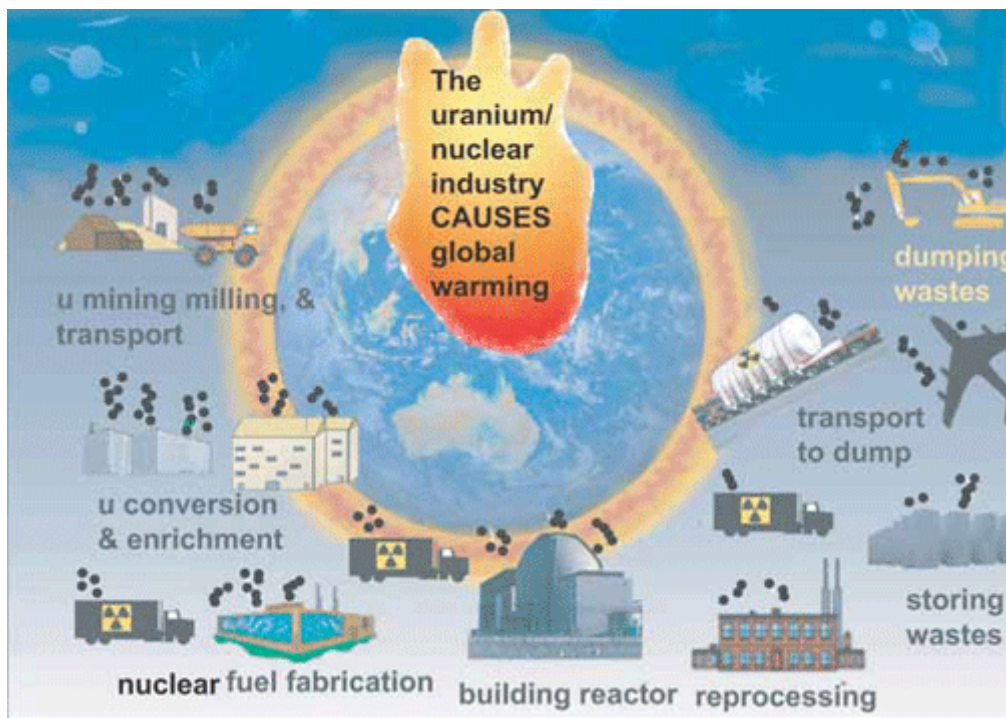 The
uranium/
nuclear
industry
CAUSES
global
warming
u mining milling, &
transport
dumping
wastes
transport
to dump
u conversion
& enrichment
storing
wastes
nuclear fuel fabrication
building reactor
reprocessing